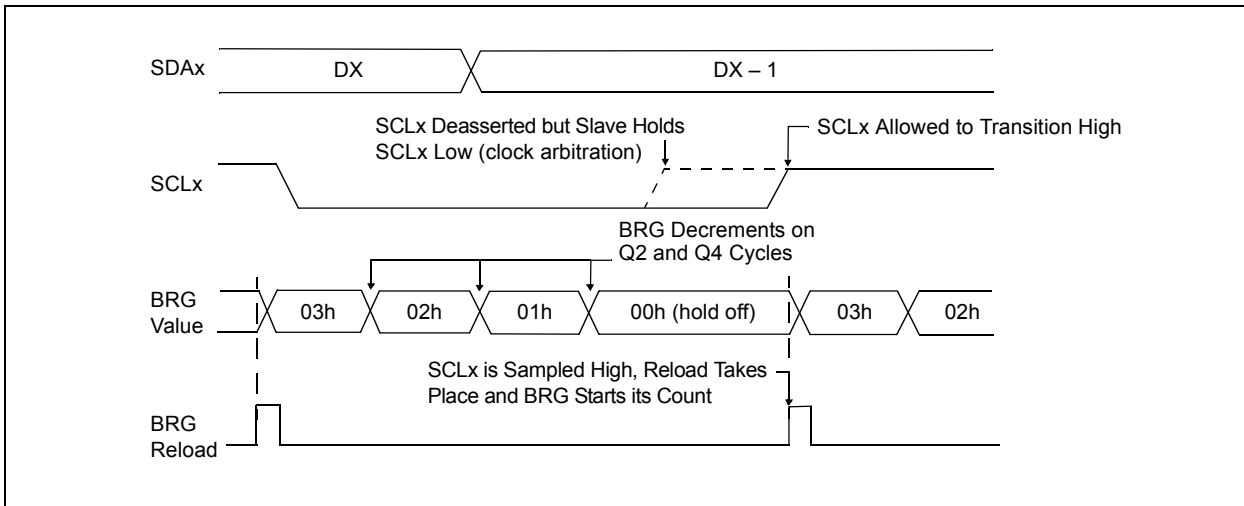 SDAx
DX
DX – 1
SCLx Deasserted but Slave Holds
SCLx Low (clock arbitration)
SCLx Allowed to Transition High
SCLx
BRG Decrements on
Q2 and Q4 Cycles
BRG
Value
03h
02h
01h
00h (hold off)
03h
02h
SCLx is Sampled High, Reload Takes
Place and BRG Starts its Count
BRG
Reload